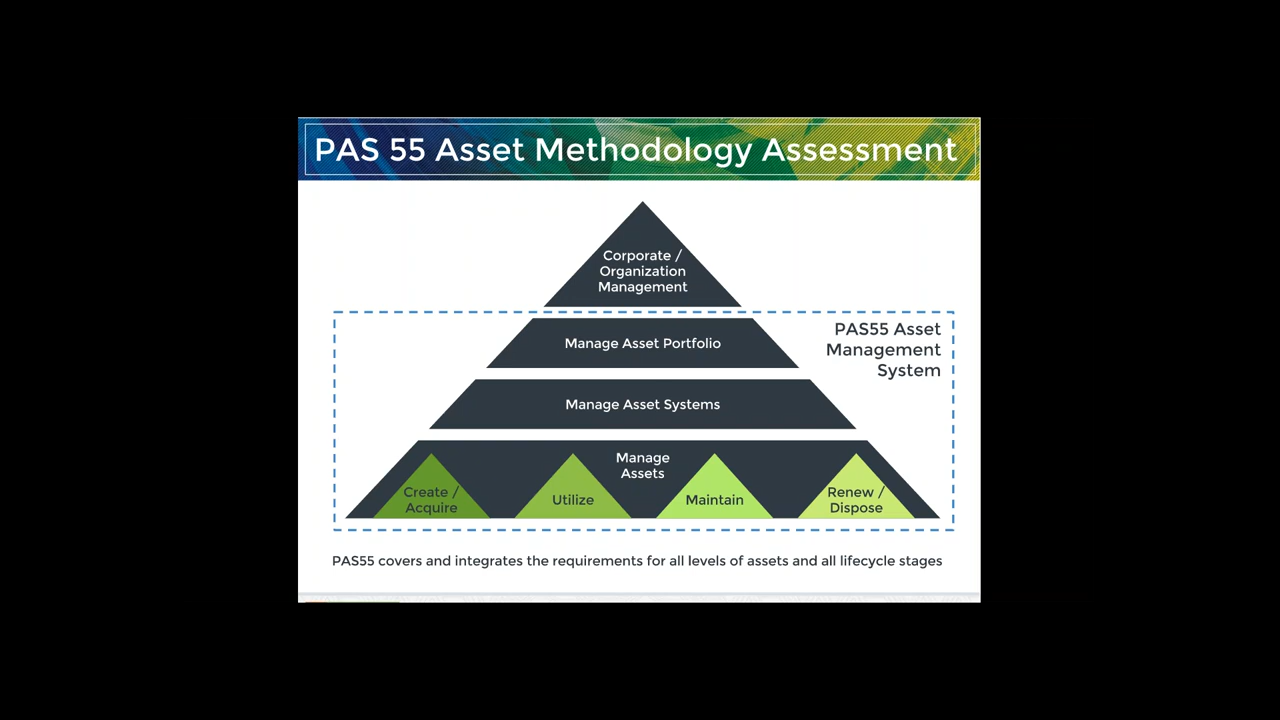 PAS 55 Asset Methodology Assessment
Corporate /
Organization
Management
PAS55 Asset
Management
System
Manage Asset Portfolio
Manage Asset Systems
Manage
Assets
Create /
Acquire
Utilize
Maintain
Renew /
Dispose
PAS55 covers and integrates the requirements for all levels of assets and all lifecycle stages